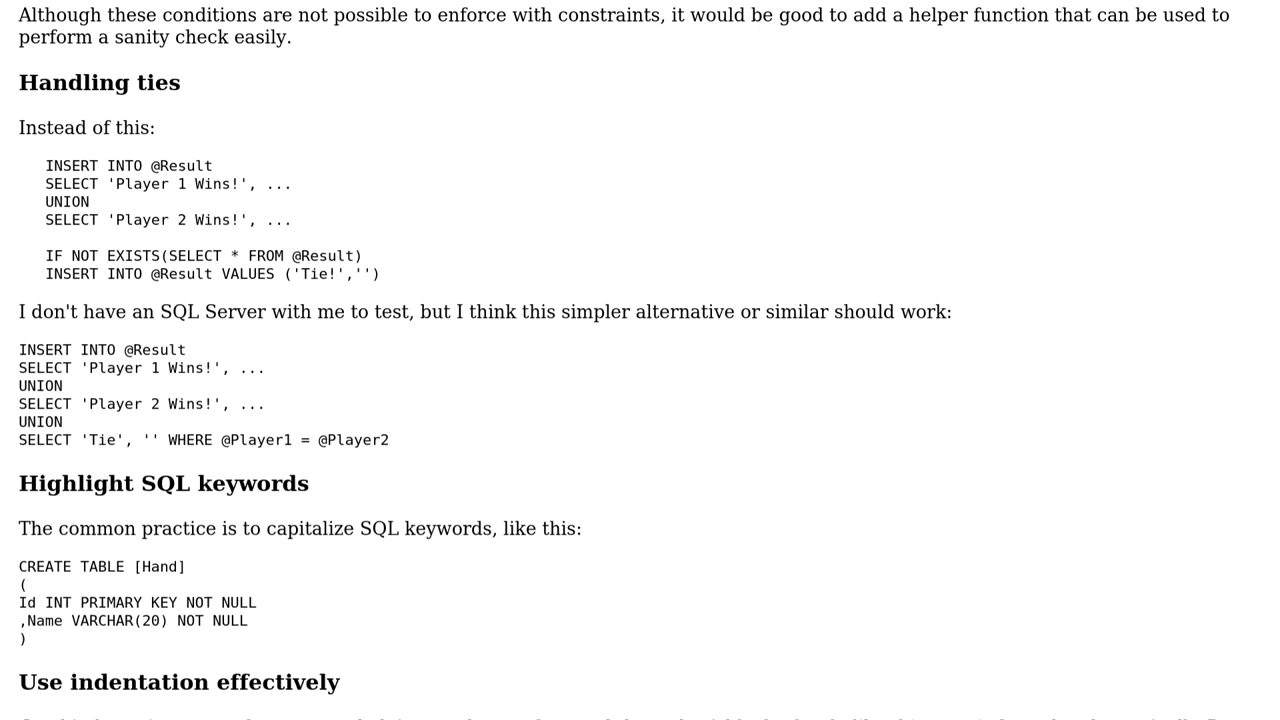 Although these conditions are not possible to enforce with constraints, it would be good to add a helper function that can be used to
perform a sanity check easily.
Handling ties
Instead of this:
INSERT INTO @Result
SELECT 'Player 1 Wins!', ...
UNION
SELECT 'Player 2 Wins!', ...
IF NOT EXISTS(SELECT * FROM @Result)
INSERT INTO @Result VALUES ('Tie!','')
I don't have an SQL Server with me to test, but I think this simpler alternative or similar should work:
INSERT INTO @Result
SELECT 'Player 1 Wins!', ...
UNION
SELECT 'Player 2 Wins!', ...
UNION
SELECT 'Tie', '' WHERE @Player1 = @Player2
Highlight SQL keywords
The common practice is to capitalize SQL keywords, like this:
CREATE TABLE [Hand]
(
Id INT PRIMARY KEY NOT NULL
,Name VARCHAR(20) NOT NULL
)
Use indentation effectively